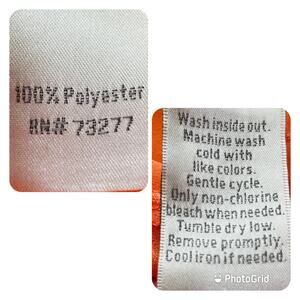 100% Polyester
RN# 73277
Wash inside out.
Machine wash
cold with
like colors.
Gentle cycle.
Only non-chlorine
bleach when needed.
Tumble dry low.
Remove promptly.
Cool iron if needed.
PhotoGrid